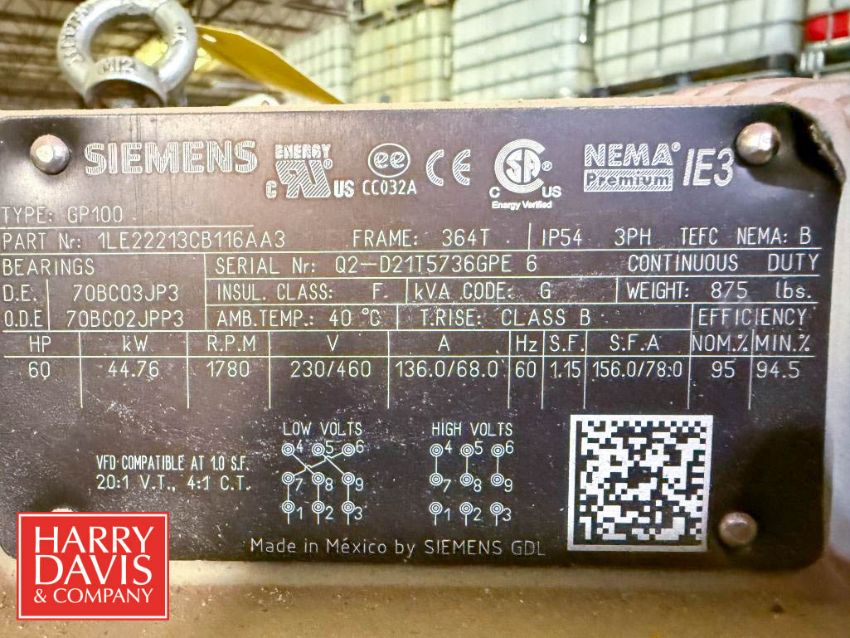 M12
SIEMENS ENERGY C UL US ee CC032A CE C SA US Energy Verified NEMA® Premium IE3
TYPE: GP100
PART Nr: 1LE22213CB116AA3 FRAME: 364T IP54 3PH TEFC NEMA: B
BEARINGS SERIAL Nr: Q2-D21T5736GPE 6 CONTINUOUS DUTY
D.E. 70BC03JP3 INSUL. CLASS: F kVA CODE: G WEIGHT: 875 lbs.
O.D.E 70BC02JPP3 AMB.TEMP.: 40 °C T.RISE: CLASS B EFFICIENCY
HP kW R.P.M V A Hz S.F. S.F.A NOM.% MIN.%
60 44.76 1780 230/460 136.0/68.0 60 1.15 156.0/78.0 95 94.5
LOW VOLTS HIGH VOLTS
4 5 6 4 5 6
VFD COMPATIBLE AT 1.0 S.F. 7 8 9 7 8 9
20:1 V.T., 4:1 C.T.
1 2 3 1 2 3
Made in México by SIEMENS GDL
HARRY
DAVIS
& COMPANY